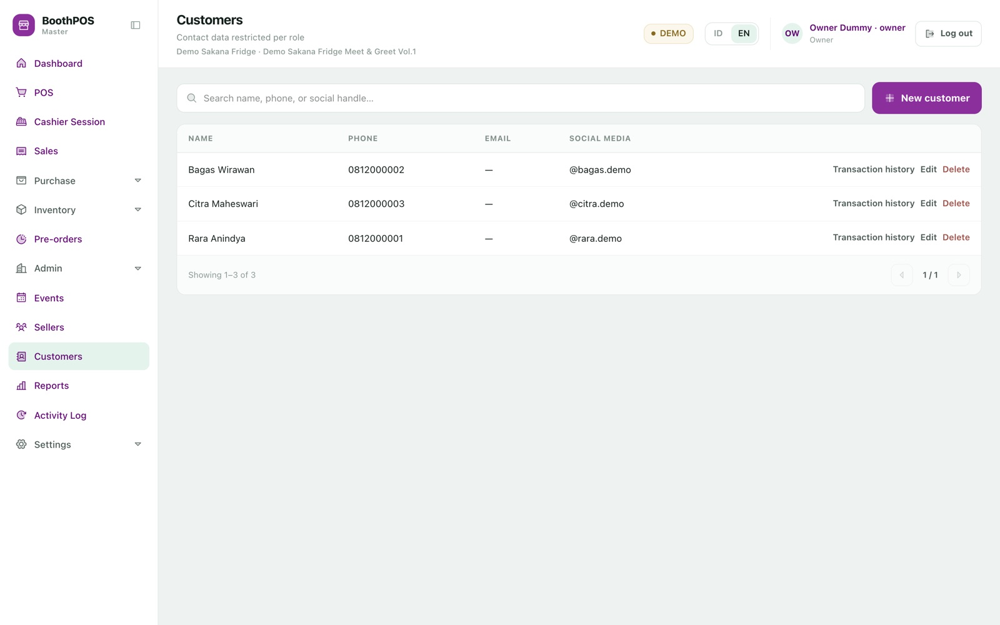 BoothPOS
Master
Dashboard
POS
Cashier Session
Sales
Purchase
Inventory
Pre-orders
Admin
Events
Sellers
Customers
Reports
Activity Log
Settings
Customers
Contact data restricted per role
Demo Sakana Fridge · Demo Sakana Fridge Meet & Greet Vol.1
DEMO
ID EN
OW
Owner Dummy · owner
Owner
Log out
Search name, phone, or social handle...
New customer
NAME PHONE EMAIL SOCIAL MEDIA
Bagas Wirawan 0812000002 — @bagas.demo Transaction history Edit Delete
Citra Maheswari 0812000003 — @citra.demo Transaction history Edit Delete
Rara Anindya 0812000001 — @rara.demo Transaction history Edit Delete
Showing 1–3 of 3
1 / 1